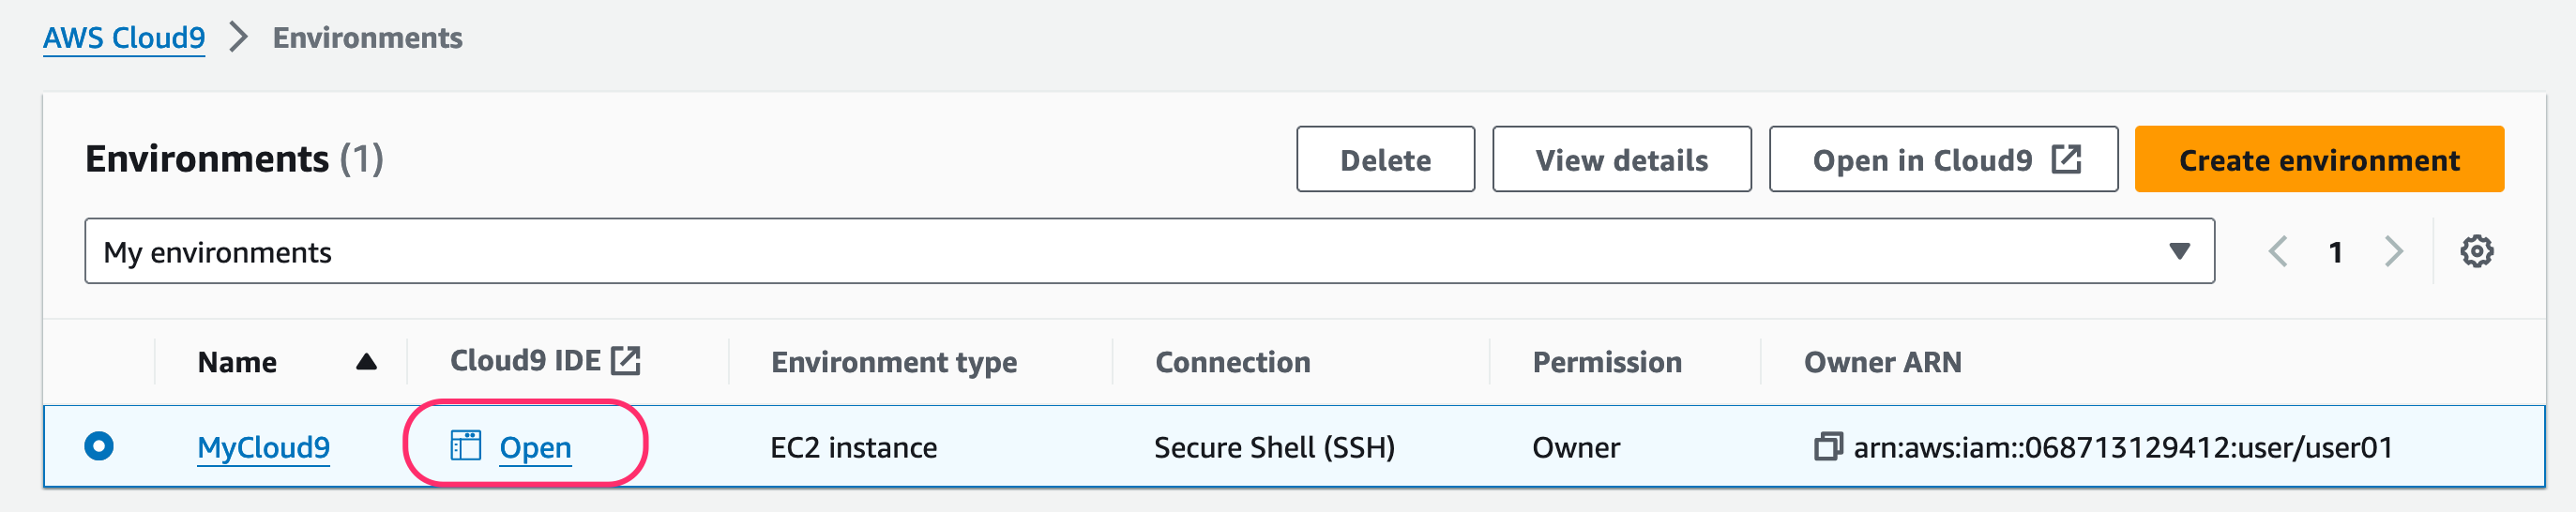 AWS Cloud9 > Environments
Environments (1)
Delete
View details
Open in Cloud9
Create environment
My environments
1
Name Cloud9 IDE Environment type Connection Permission Owner ARN
MyCloud9 Open EC2 instance Secure Shell (SSH) Owner arn:aws:iam::068713129412:user/user01